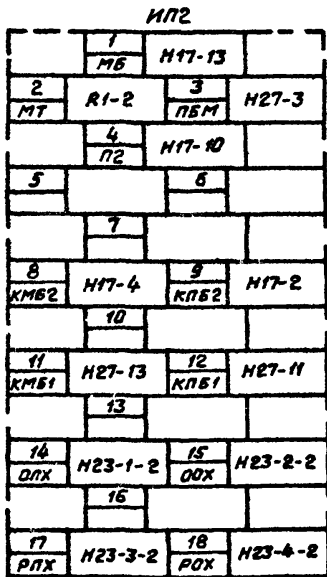 ИП2
1 МБ Н17-13
2 МТ R1-2 3 ПБМ Н27-3
4 П2 Н17-10
5 6
7
8 КМБ2 Н17-4 9 КПБ2 Н17-2
10
11 КМБ1 Н27-13 12 КПБ1 Н27-11
13
14 ОПХ Н23-1-2 15 ООХ Н23-2-2
16
17 РПХ Н23-3-2 18 РОХ Н23-4-2